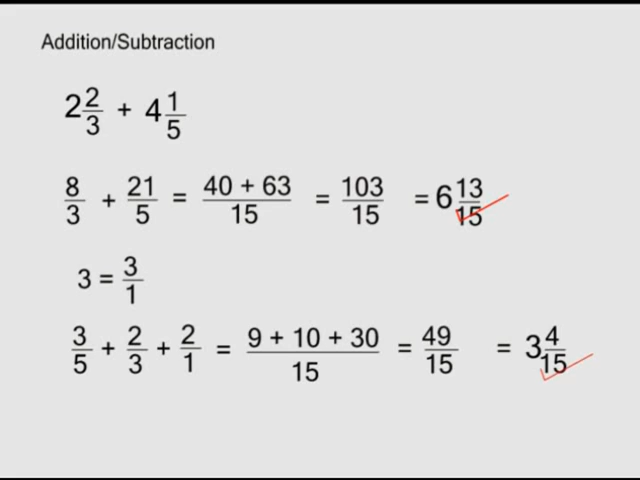 Addition/Subtraction
2 2/3 + 4 1/5
8/3 + 21/5 = 40 + 63/15 = 103/15 = 6 13/15
3 = 3/1
3/5 + 2/3 + 2/1 = 9 + 10 + 30/15 = 49/15 = 3 4/15